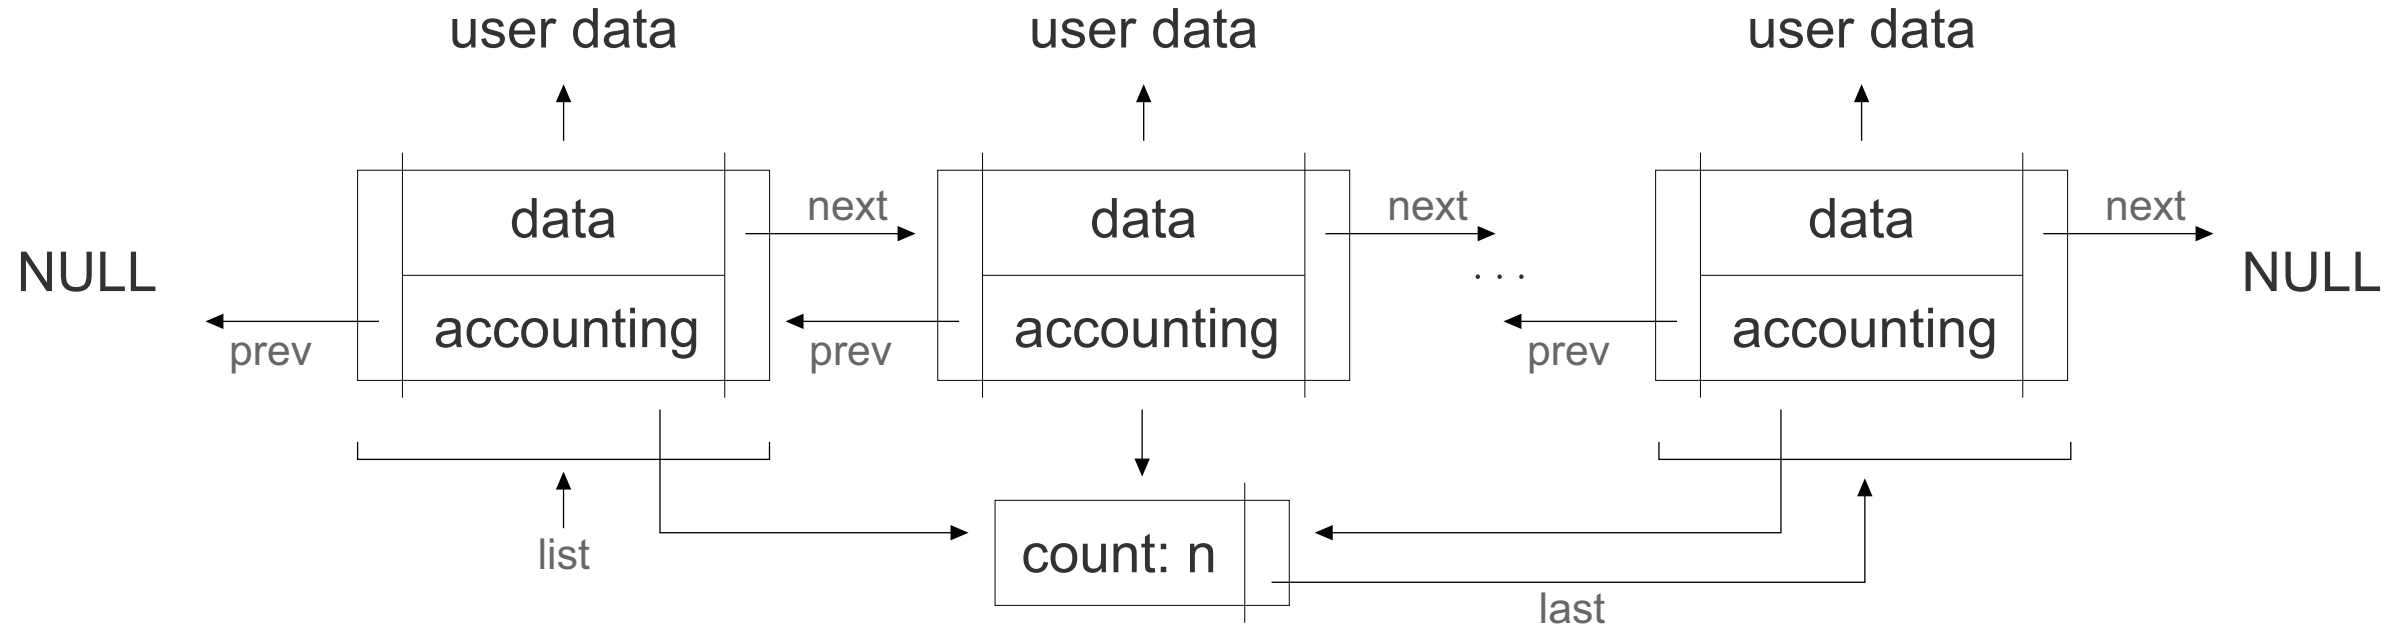 user data
user data
user data
data
next
data
next
data
next
NULL
. . .
NULL
accounting
accounting
accounting
prev
prev
prev
list
count: n
last